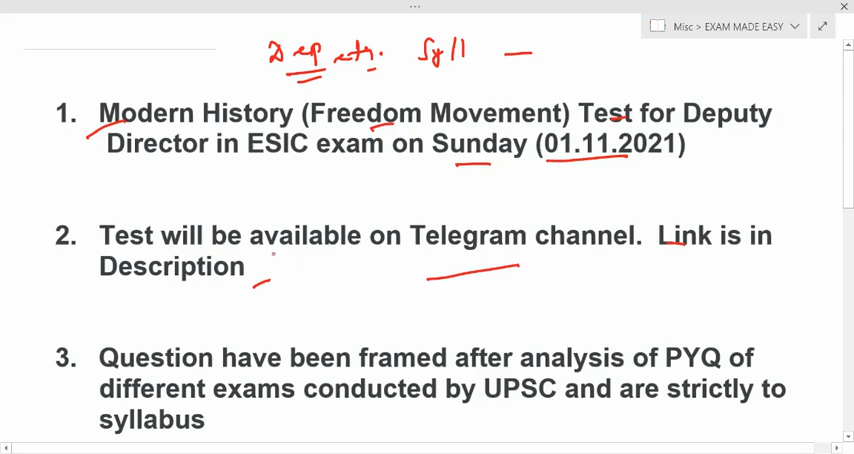 Misc > EXAM MADE EASY
Syll —
1. Modern History (Freedom Movement) Test for Deputy
Director in ESIC exam on Sunday (01.11.2021)
2. Test will be available on Telegram channel. Link is in
Description
3. Question have been framed after analysis of PYQ of
different exams conducted by UPSC and are strictly to
syllabus